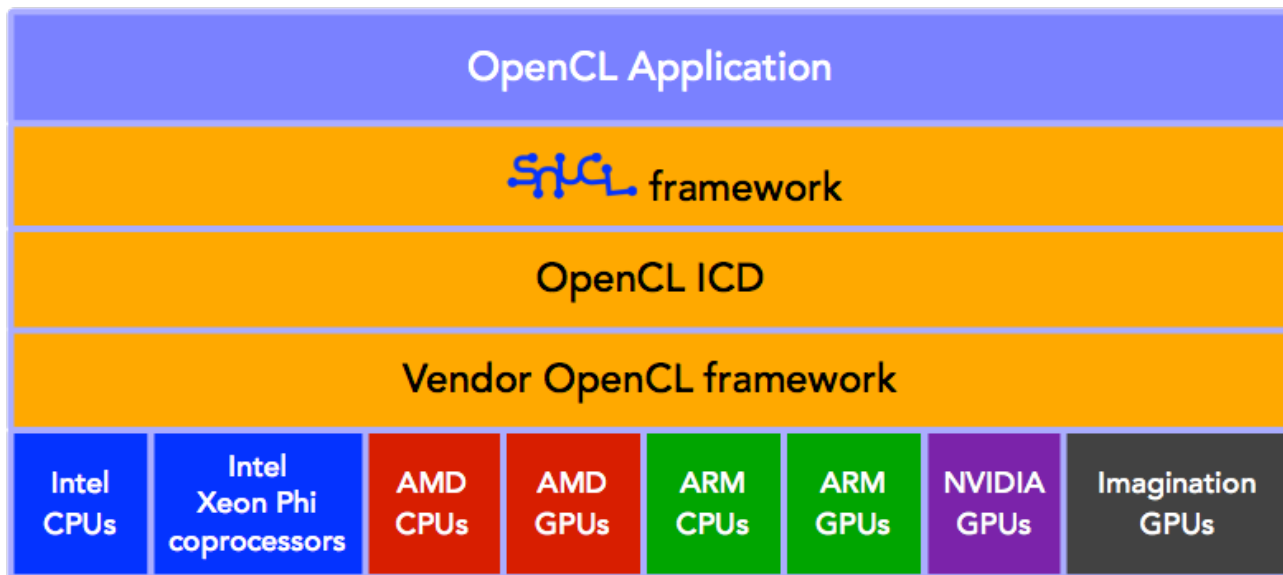 OpenCL Application
SnuCL framework
OpenCL ICD
Vendor OpenCL framework
Intel
CPUs
Intel
Xeon Phi
coprocessors
AMD
CPUs
AMD
GPUs
ARM
CPUs
ARM
GPUs
NVIDIA
GPUs
Imagination
GPUs